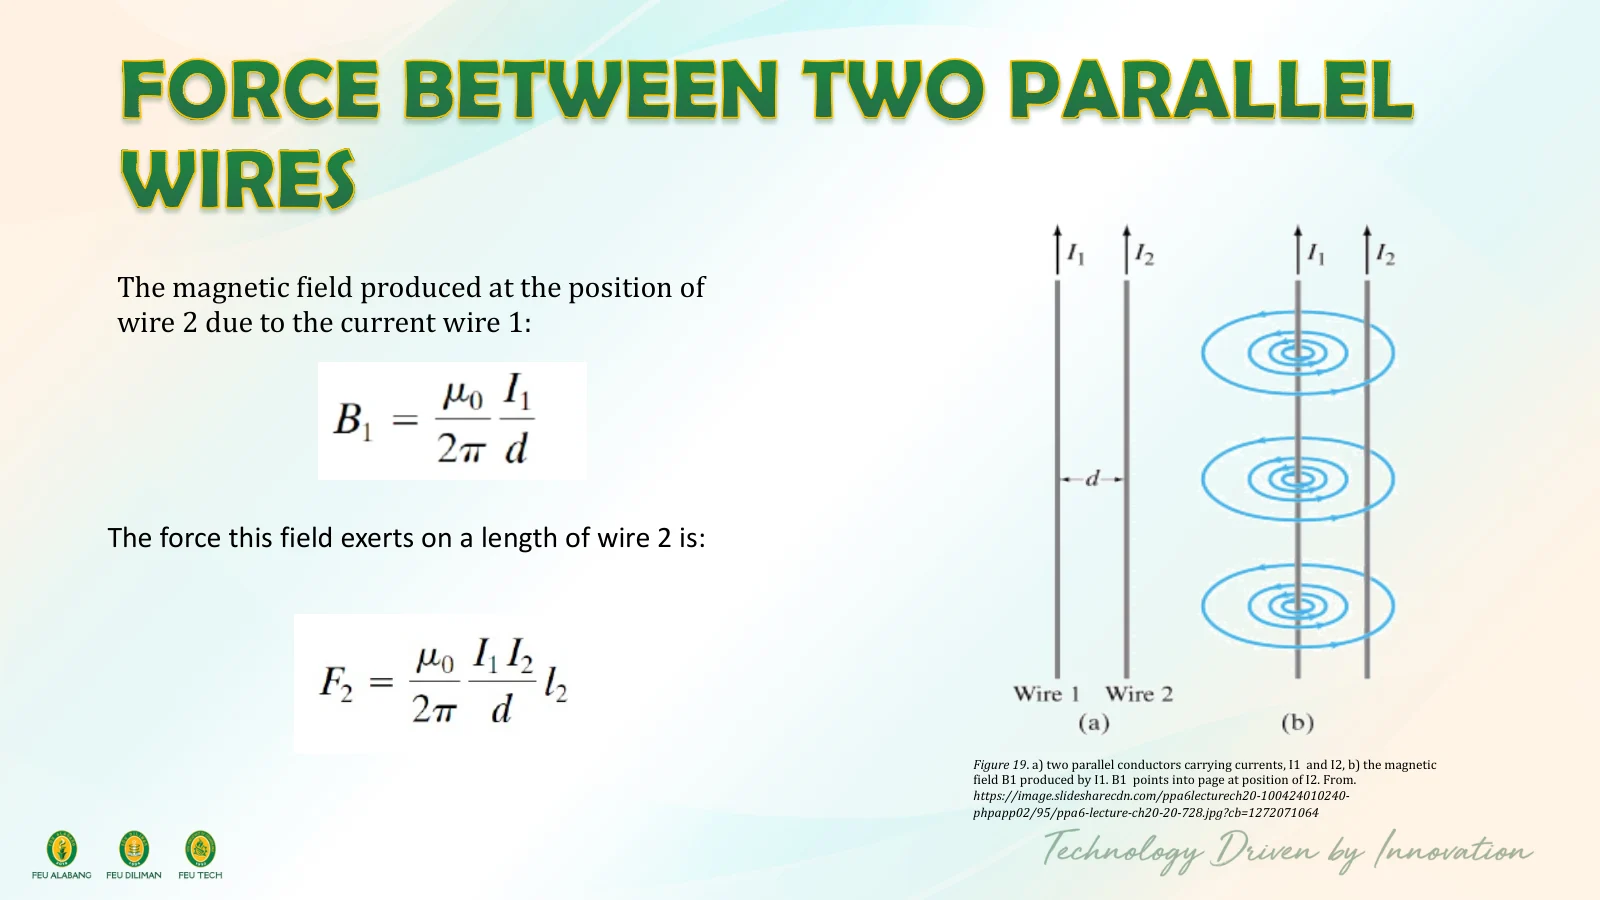 FORCE BETWEEN TWO PARALLEL
WIRES
The magnetic field produced at the position of
wire 2 due to the current wire 1:
B₁ = μ₀/2π I₁/d
The force this field exerts on a length of wire 2 is:
F₂ = μ₀/2π I₁ I₂/d l₂
I₁ I₂ I₁ I₂
d
Wire 1 Wire 2
(a) (b)
Figure 19. a) two parallel conductors carrying currents, I1 and I2, b) the magnetic
field B1 produced by I1. B1 points into page at position of I2. From.
https://image.slidesharecdn.com/ppa6lecturech20-100424010240-
phpapp02/95/ppa6-lecture-ch20-20-728.jpg?cb=1272071064
FEU ALABANG FEU DILIMAN FEU TECH
Technology Driven by Innovation